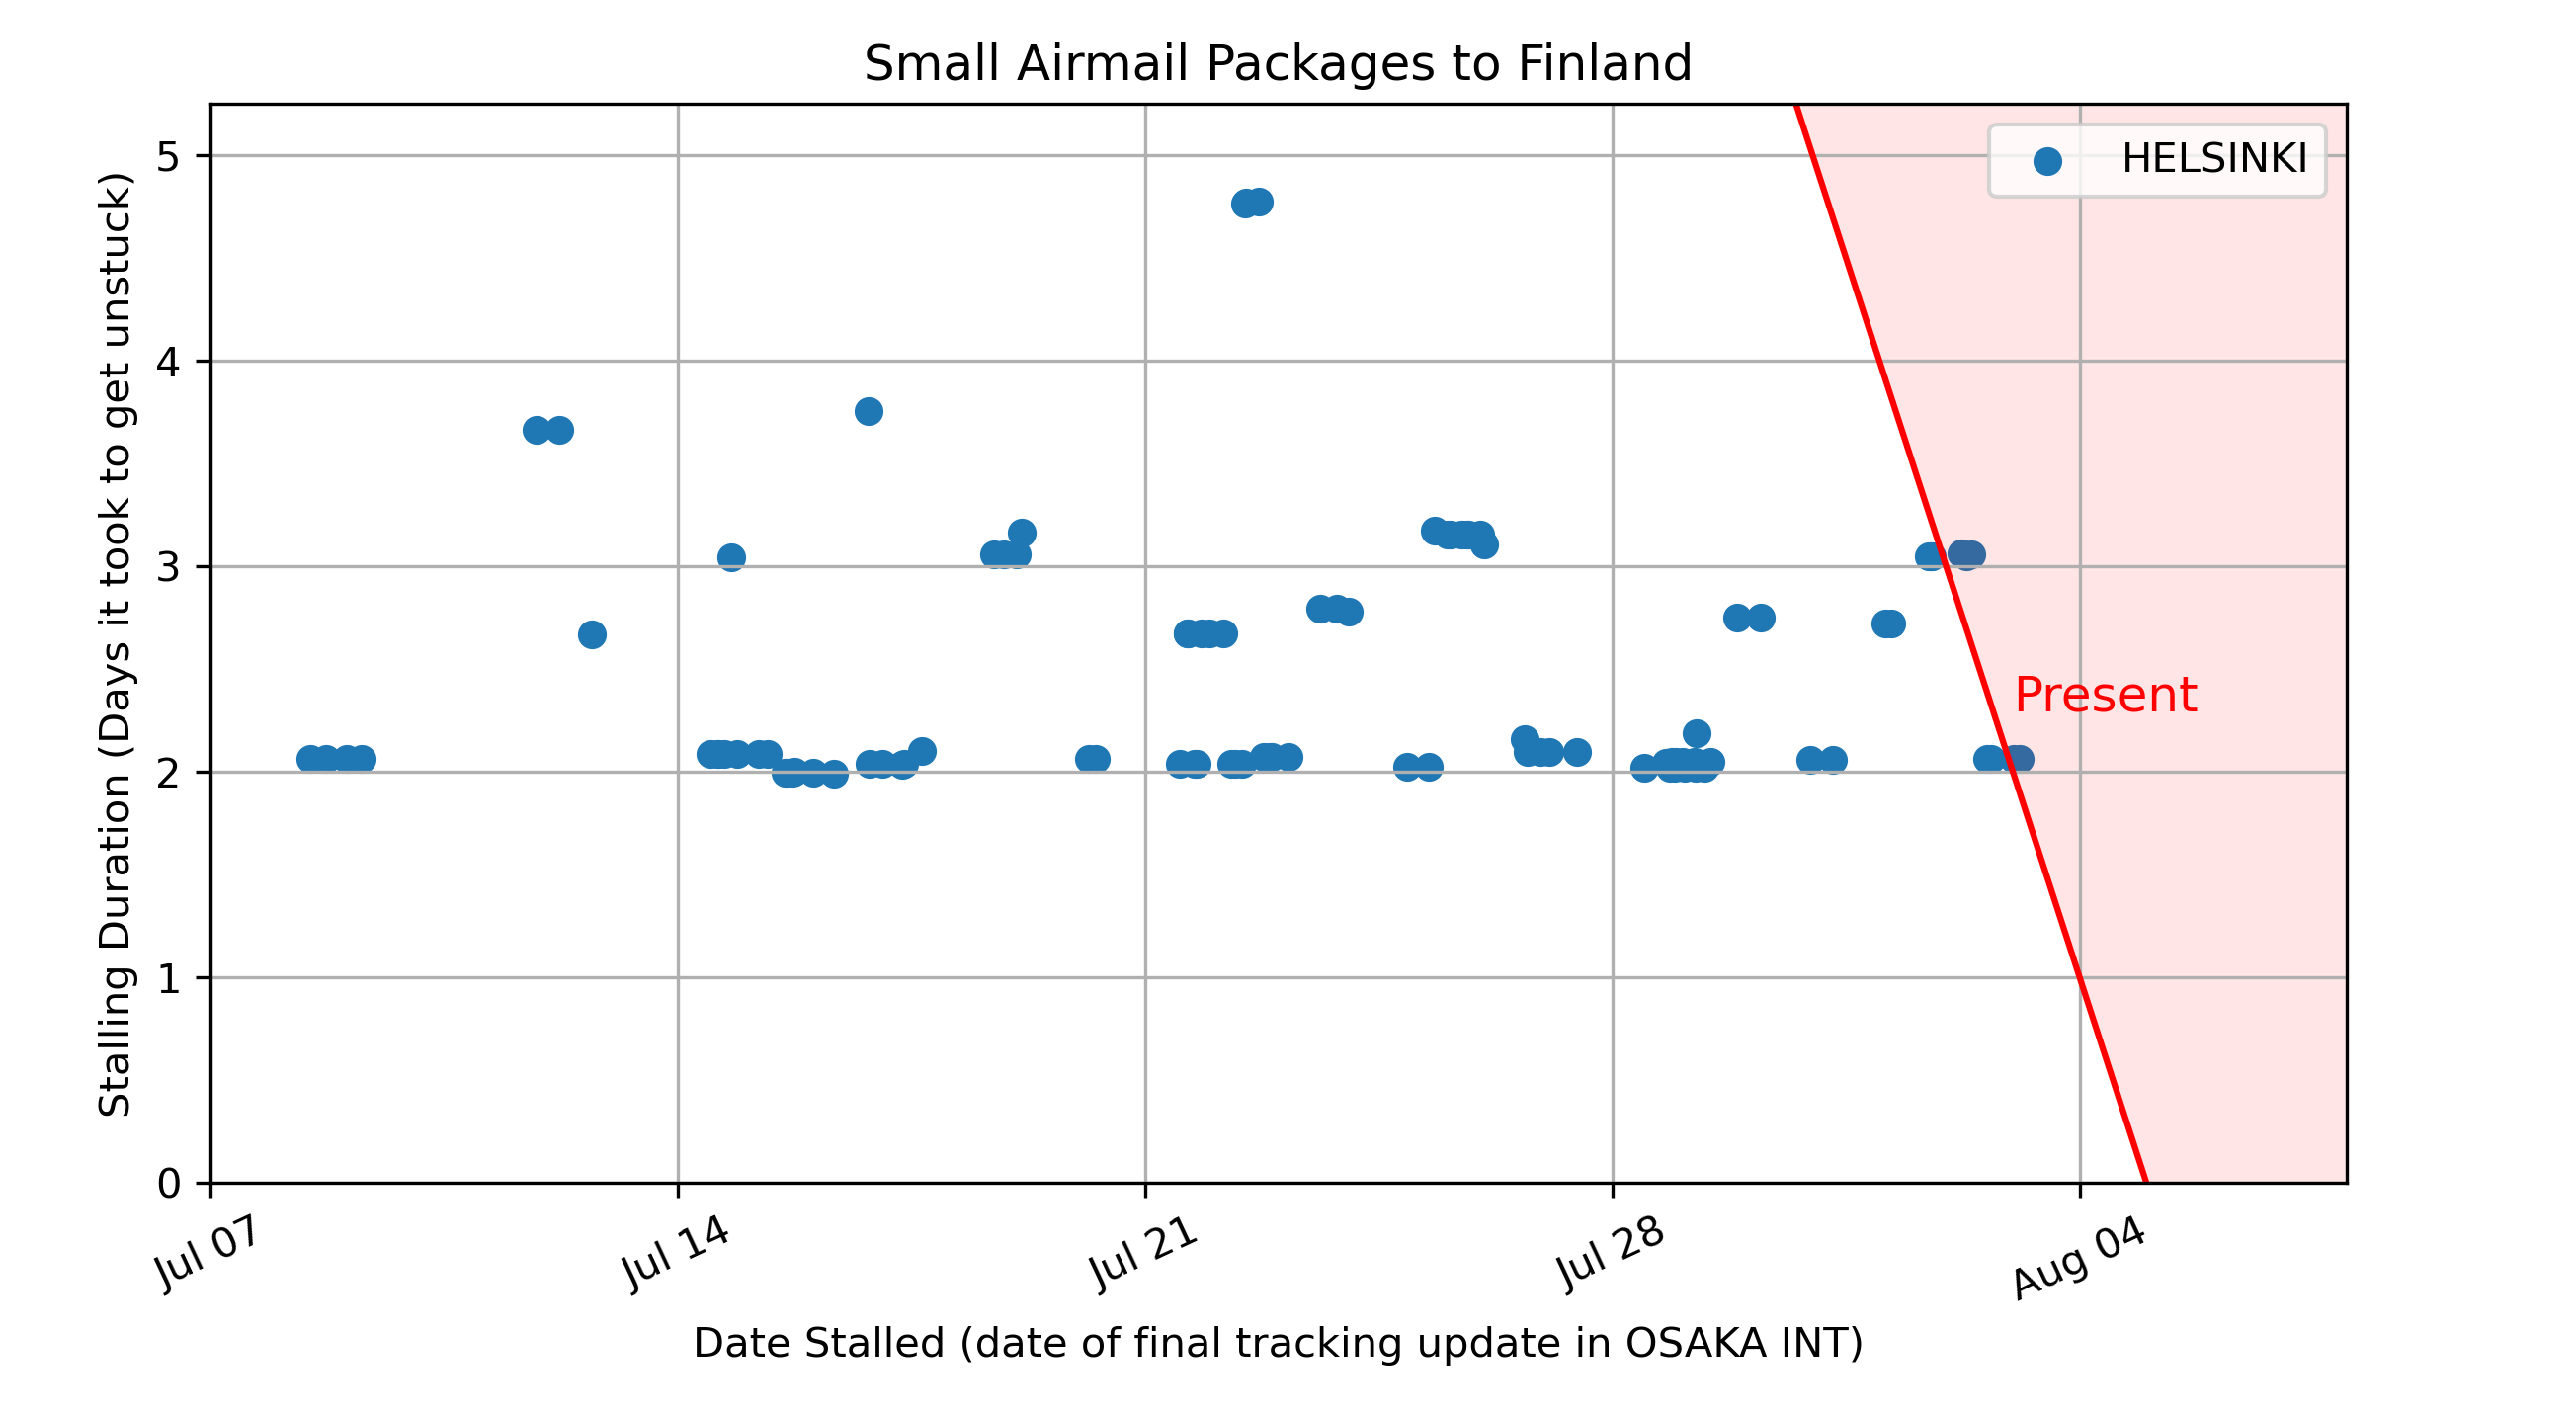 Small Airmail Packages to Finland
HELSINKI
Stalling Duration (Days it took to get unstuck)
5
4
3
2
1
0
Present
Jul 07
Jul 14
Jul 21
Jul 28
Aug 04
Date Stalled (date of final tracking update in OSAKA INT)